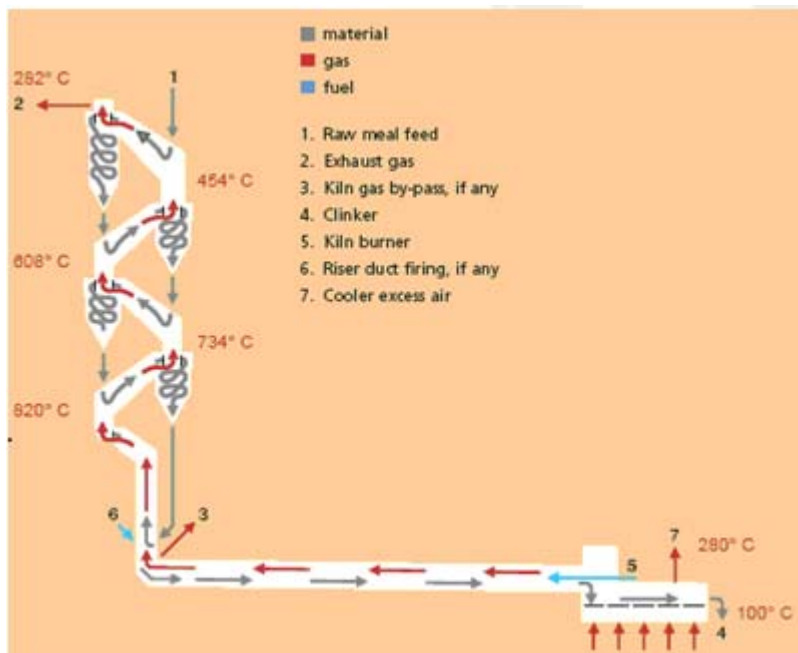 material
gas
fuel
282° C
1
2
1. Raw meal feed
2. Exhaust gas
3. Kiln gas by-pass, if any
4. Clinker
5. Kiln burner
6. Riser duct firing, if any
7. Cooler excess air
454° C
608° C
734° C
820° C
6
3
7
280° C
5
100° C
4